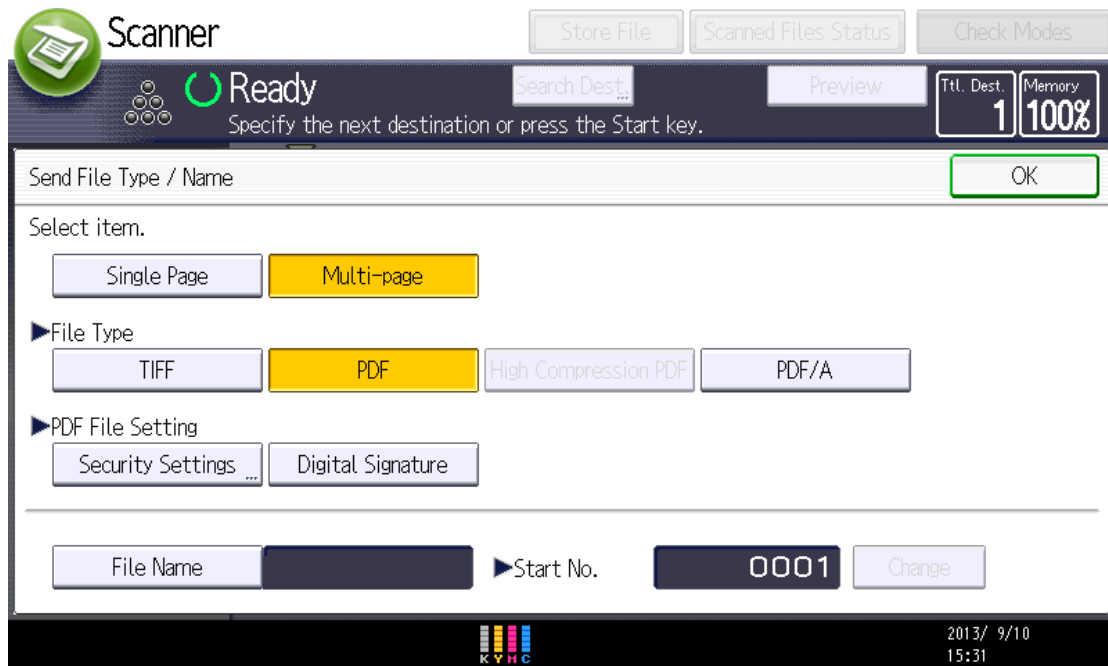 Scanner
Store File
Scanned Files Status
Check Modes
Ready
Search Dest.
Preview
Ttl. Dest.
1
Memory
100%
Specify the next destination or press the Start key.
Send File Type / Name
OK
Select item.
Single Page
Multi-page
▶File Type
TIFF
PDF
High Compression PDF
PDF/A
▶PDF File Setting
Security Settings ...
Digital Signature
File Name
▶Start No.
0001
Change
K Y M C
2013/ 9/10
15:31